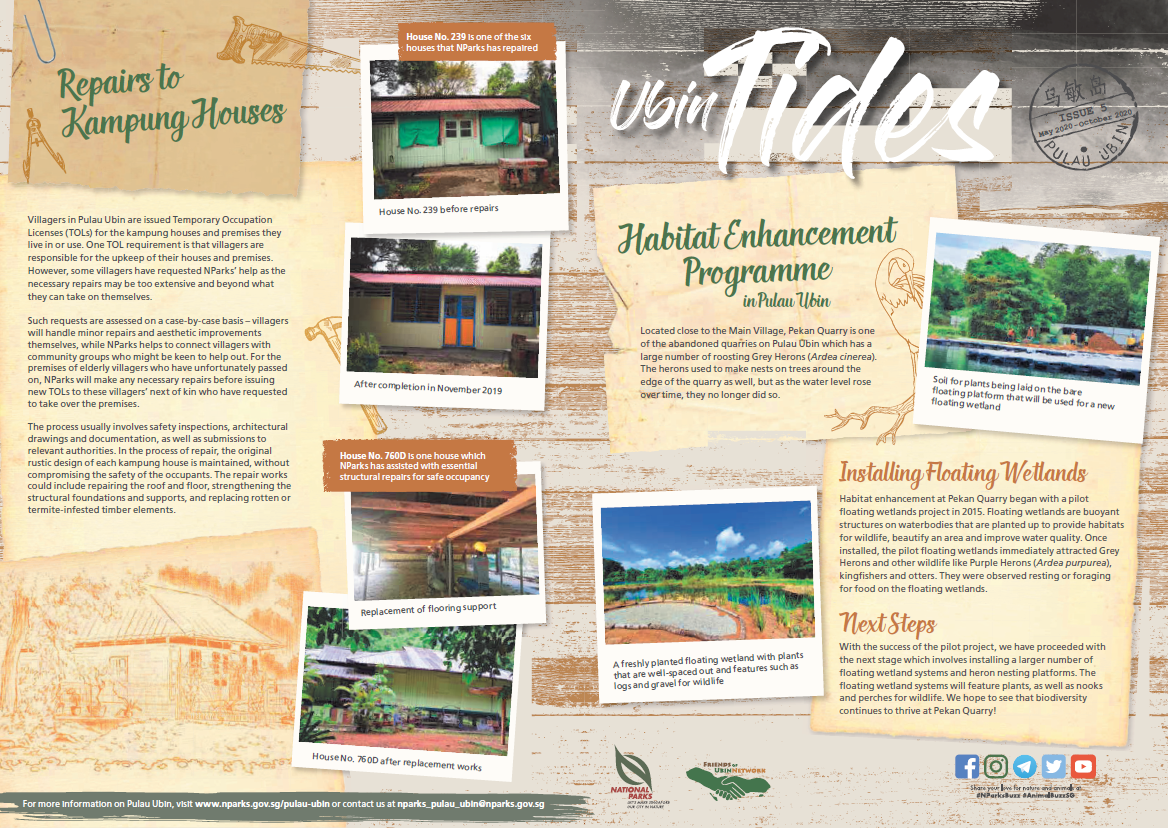 Repairs to
Kampung Houses
Villagers in Pulau Ubin are issued Temporary Occupation
Licenses (TOLs) for the kampung houses and premises they
live in or use. One TOL requirement is that villagers are
responsible for the upkeep of their houses and premises.
However, some villagers have requested NParks' help as the
necessary repairs may be too extensive and beyond what
they can take on themselves.
Such requests are assessed on a case-by-case basis – villagers
will handle minor repairs and aesthetic improvements
themselves, while NParks helps to connect villagers with
community groups who might be keen to help out. For the
premises of elderly villagers who have unfortunately passed
on, NParks will make any necessary repairs before issuing
new TOLs to these villagers' next of kin who have requested
to take over the premises.
The process usually involves safety inspections, architectural
drawings and documentation, as well as submissions to
relevant authorities. In the process of repair, the original
rustic design of each kampung house is maintained, without
compromising the safety of the occupants. The repair works
could include repairing the roof and floor, strengthening the
structural foundations and supports, and replacing rotten or
termite-infested timber elements.
House No. 239 is one of the six
houses that NParks has repaired
House No. 239 before repairs
After completion in November 2019
House No. 760D is one house which
NParks has assisted with essential
structural repairs for safe occupancy
Replacement of flooring support
House No. 760D after replacement works
For more information on Pulau Ubin, visit www.nparks.gov.sg/pulau-ubin or contact us at nparks_pulau_ubin@nparks.gov.sg
Ubin Tides
乌敏岛
ISSUE 5
May 2020-October 2020
PULAU UBIN
Habitat Enhancement
Programme
in Pulau Ubin
Located close to the Main Village, Pekan Quarry is one
of the abandoned quarries on Pulau Ubin which has a
large number of roosting Grey Herons (Ardea cinerea).
The herons used to make nests on trees around the
edge of the quarry as well, but as the water level rose
over time, they no longer did so.
Soil for plants being laid on the bare
floating platform that will be used for a new
floating wetland
Installing Floating Wetlands
Habitat enhancement at Pekan Quarry began with a pilot
floating wetlands project in 2015. Floating wetlands are buoyant
structures on waterbodies that are planted up to provide habitats
for wildlife, beautify an area and improve water quality. Once
installed, the pilot floating wetlands immediately attracted Grey
Herons and other wildlife like Purple Herons (Ardea purpurea),
kingfishers and otters. They were observed resting or foraging
for food on the floating wetlands.
A freshly planted floating wetland with plants
that are well-spaced out and features such as
logs and gravel for wildlife
Next Steps
With the success of the pilot project, we have proceeded with
the next stage which involves installing a larger number of
floating wetland systems and heron nesting platforms. The
floating wetland systems will feature plants, as well as nooks
and perches for wildlife. We hope to see that biodiversity
continues to thrive at Pekan Quarry!
NATIONAL
PARKS
LET'S MAKE SINGAPORE
OUR CITY IN NATURE
FRIENDS OF
UBIN NETWORK
Share your love for nature and animals at
#NParksBuzz #AnimalBuzzSG